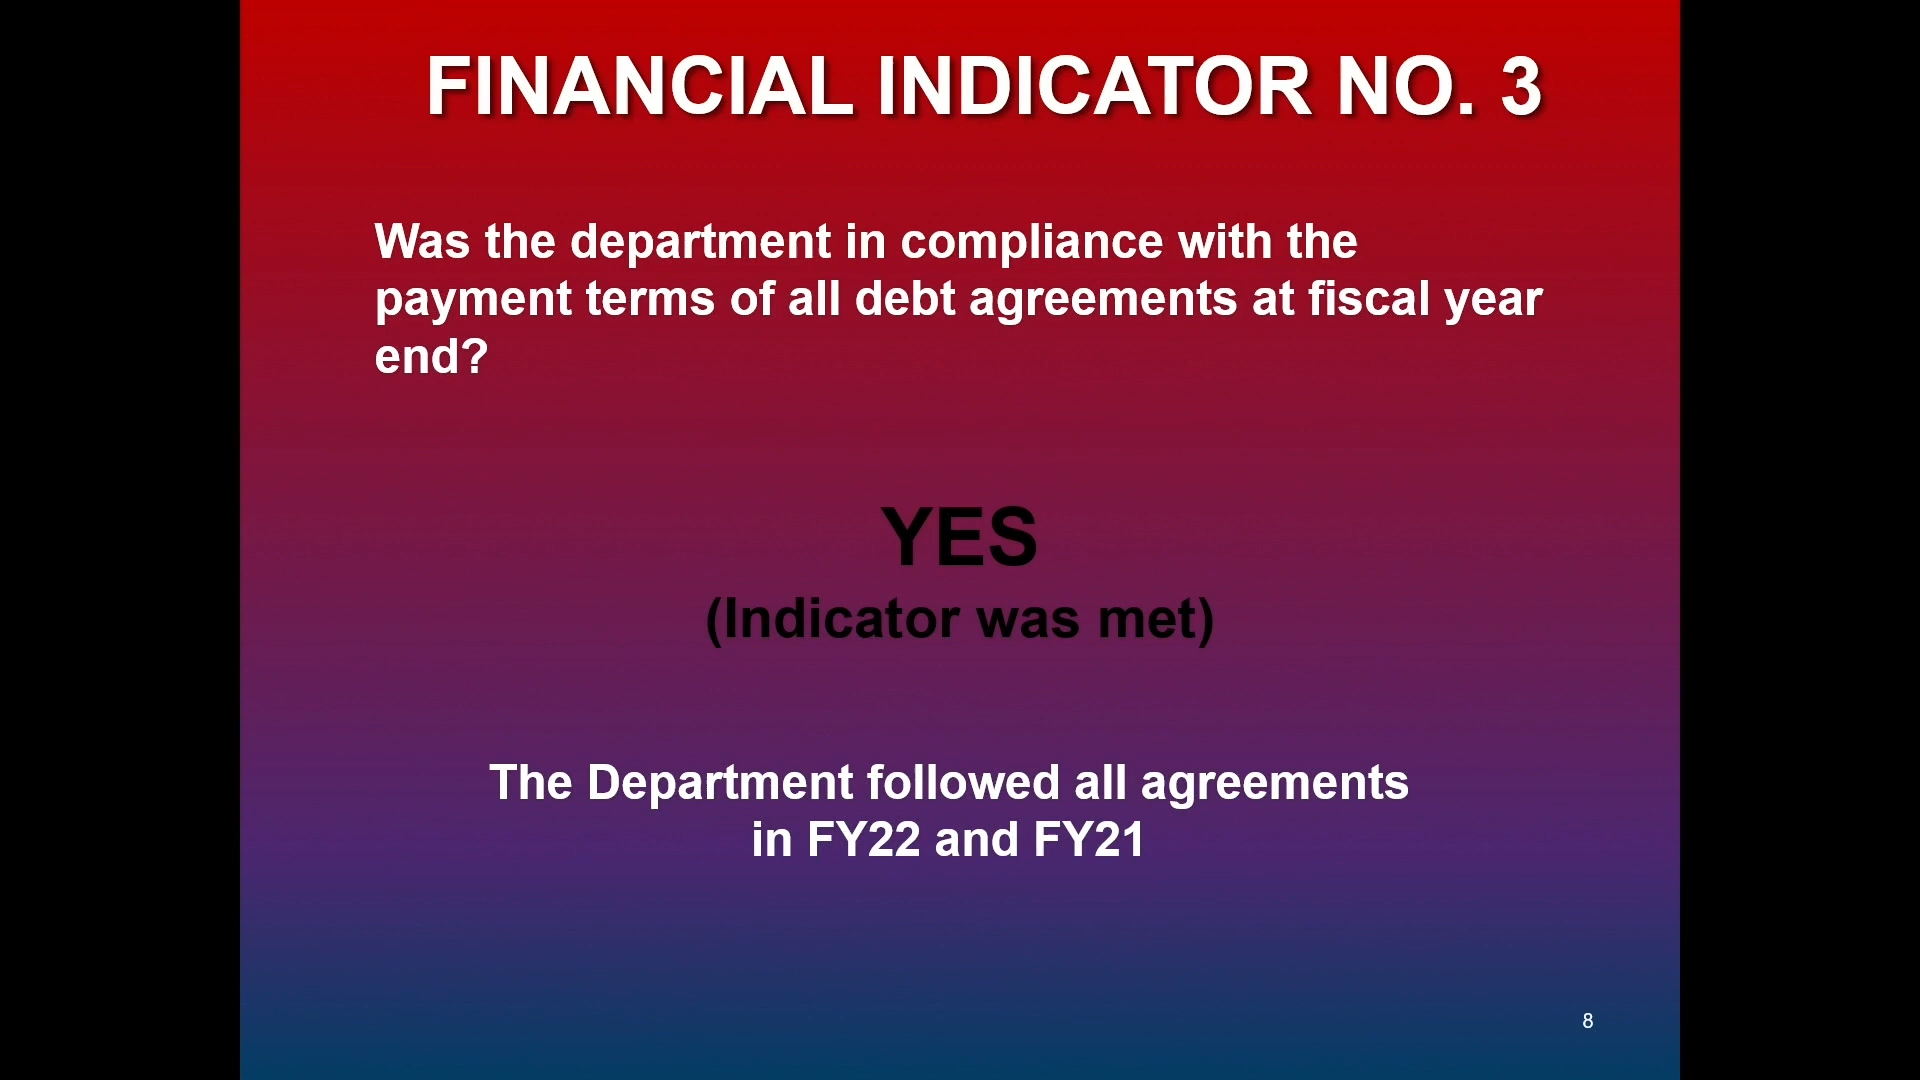 FINANCIAL INDICATOR NO. 3
Was the department in compliance with the
payment terms of all debt agreements at fiscal year
end?
YES
(Indicator was met)
The Department followed all agreements
in FY22 and FY21
8